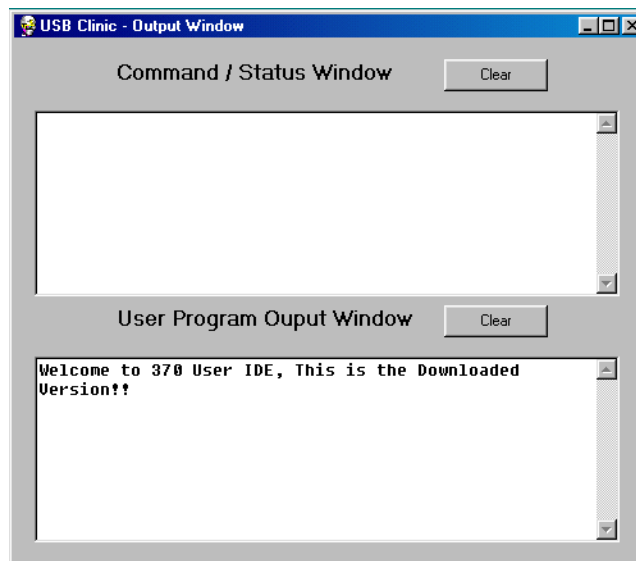 USB Clinic - Output Window
Command / Status Window
Clear
User Program Ouput Window
Clear
Welcome to 370 User IDE, This is the Downloaded
Version!!